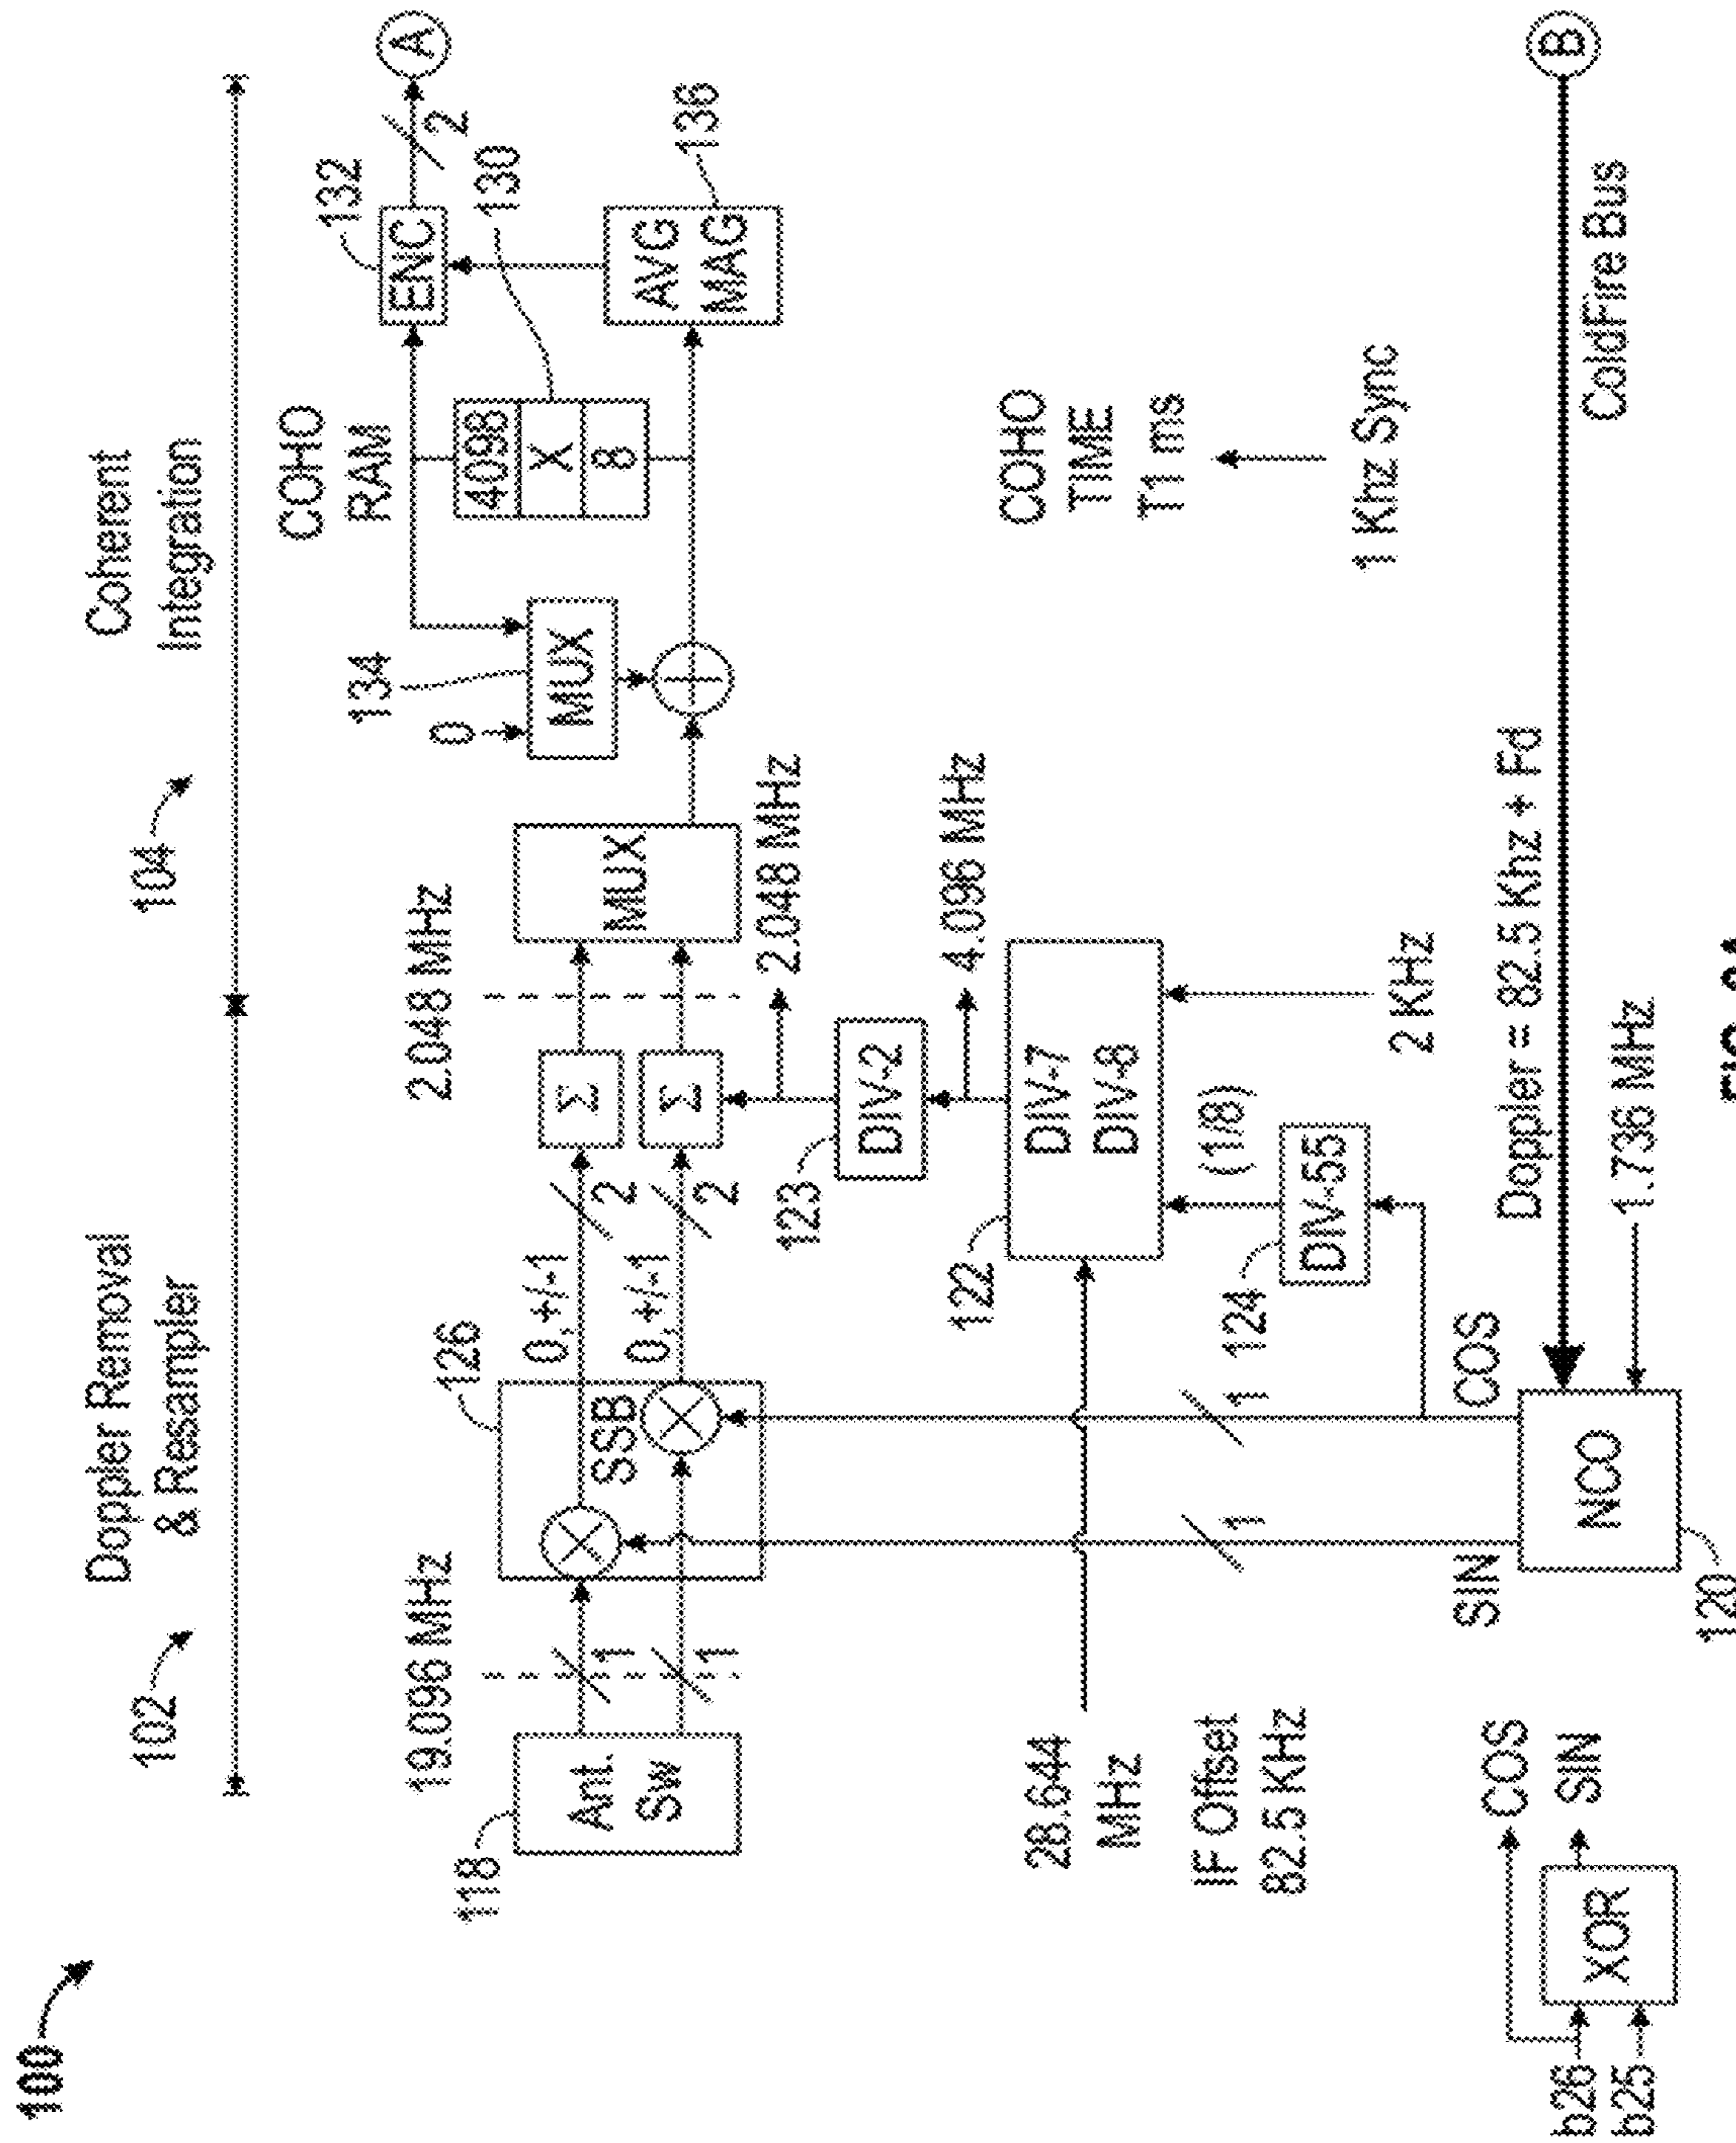 100
102
104
Doppler Removal
& Resampler
Coherent
Integration
19.096 MHz
126
2.048 MHz
134
0
COHO
RAM
132
118
Ant.
Sw
1
1
SSB
0,+/-1
0,+/-1
2
2
Σ
Σ
MUX
MUX
4098
X
8
ENC
2
A
130
AVG
MAG
136
123
DIV-2
2.048 MHz
4.096 MHz
28.644
MHz
122
DIV-7
DIV-8
COHO
TIME
T1 ms
IF Offset
82.5 KHz
1
1
124
DIV-55
(1/8)
2 KHz
1 Khz Sync
SIN
COS
NCO
120
Doppler = 82.5 Khz + Fd
1.736 MHz
ColdFire Bus
B
b26
b25
XOR
COS
SIN